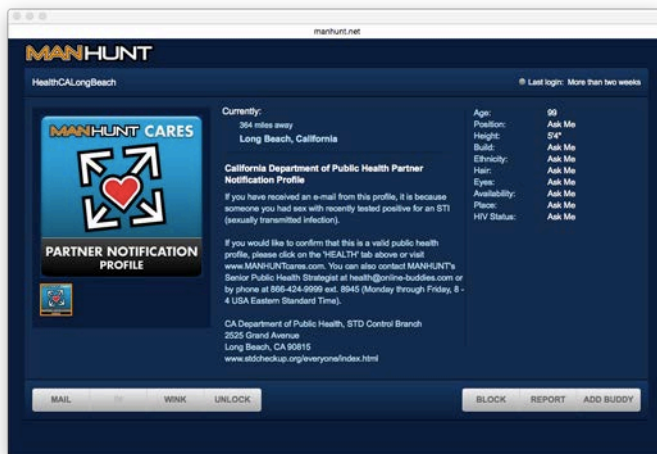 manhunt.net
MANHUNT
HealthCALongBeach
Last login: More than two weeks
MANHUNT CARES
PARTNER NOTIFICATION
PROFILE
Currently:
364 miles away
Long Beach, California
California Department of Public Health Partner
Notification Profile
If you have received an e-mail from this profile, it is because
someone you had sex with recently tested positive for an STI
(sexually transmitted infection).
If you would like to confirm that this is a valid public health
profile, please click on the 'HEALTH' tab above or visit
www.MANHUNTcares.com. You can also contact MANHUNT's
Senior Public Health Strategist at health@online-buddies.com or
by phone at 866-424-9999 ext. 8945 (Monday through Friday, 8 -
4 USA Eastern Standard Time).
CA Department of Public Health, STD Control Branch
2525 Grand Avenue
Long Beach, CA 90815
www.stdcheckup.org/everyone/index.html
Age: 99
Position: Ask Me
Height: 5'4"
Build: Ask Me
Ethnicity: Ask Me
Hair: Ask Me
Eyes: Ask Me
Availability: Ask Me
Place: Ask Me
HIV Status: Ask Me
MAIL WINK UNLOCK
BLOCK REPORT ADD BUDDY